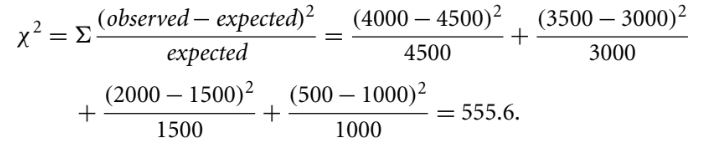 χ² = Σ (observed − expected)² / expected = (4000 − 4500)² / 4500 + (3500 − 3000)² / 3000
+ (2000 − 1500)² / 1500 + (500 − 1000)² / 1000 = 555.6.